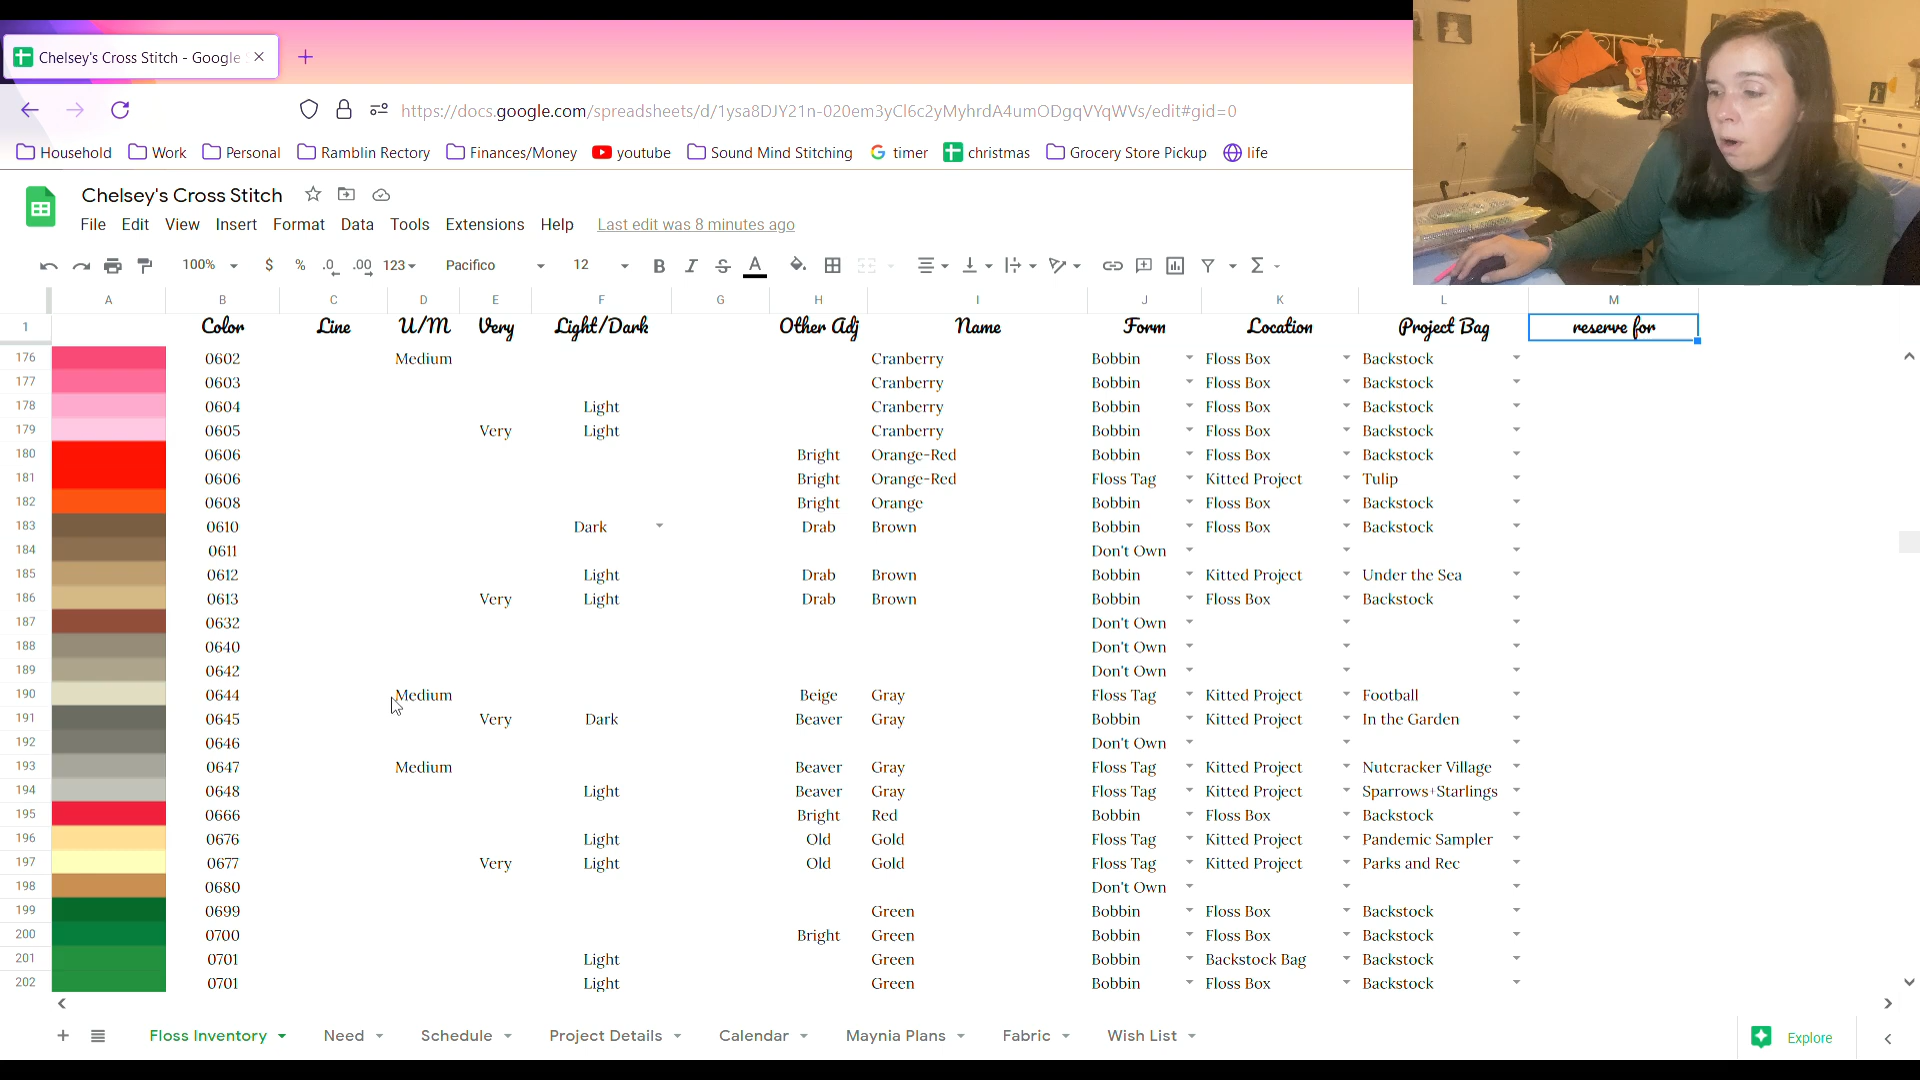 Chelsey's Cross Stitch - Google
https://docs.google.com/spreadsheets/d/1ysa8DJY21n-020em3yCl6c2yMyhrdA4umODgqVYqWVs/edit#gid=0
Household Work Personal Ramblin Rectory Finances/Money youtube Sound Mind Stitching timer christmas Grocery Store Pickup life
Chelsey's Cross Stitch
File Edit View Insert Format Data Tools Extensions Help Last edit was 8 minutes ago
100% $ % .0 .00 123 Pacifico 12 B I S A
A B C D E F G H I J K L M
1 Color Line U/M Very Light/Dark Other Adj Name Form Location Project Bag reserve for
176 0602 Medium Cranberry Bobbin Floss Box Backstock
177 0603 Cranberry Bobbin Floss Box Backstock
178 0604 Light Cranberry Bobbin Floss Box Backstock
179 0605 Very Light Cranberry Bobbin Floss Box Backstock
180 0606 Bright Orange-Red Bobbin Floss Box Backstock
181 0606 Bright Orange-Red Floss Tag Kitted Project Tulip
182 0608 Bright Orange Bobbin Floss Box Backstock
183 0610 Dark Drab Brown Bobbin Floss Box Backstock
184 0611 Don't Own
185 0612 Light Drab Brown Bobbin Kitted Project Under the Sea
186 0613 Very Light Drab Brown Bobbin Floss Box Backstock
187 0632 Don't Own
188 0640 Don't Own
189 0642 Don't Own
190 0644 Medium Beige Gray Floss Tag Kitted Project Football
191 0645 Very Dark Beaver Gray Bobbin Kitted Project In the Garden
192 0646 Don't Own
193 0647 Medium Beaver Gray Floss Tag Kitted Project Nutcracker Village
194 0648 Light Beaver Gray Floss Tag Kitted Project Sparrows+Starlings
195 0666 Bright Red Bobbin Floss Box Backstock
196 0676 Light Old Gold Floss Tag Kitted Project Pandemic Sampler
197 0677 Very Light Old Gold Floss Tag Kitted Project Parks and Rec
198 0680 Don't Own
199 0699 Green Bobbin Floss Box Backstock
200 0700 Bright Green Bobbin Floss Box Backstock
201 0701 Light Green Bobbin Backstock Bag Backstock
202 0701 Light Green Bobbin Floss Box Backstock
Floss Inventory Need Schedule Project Details Calendar Maynia Plans Fabric Wish List Explore